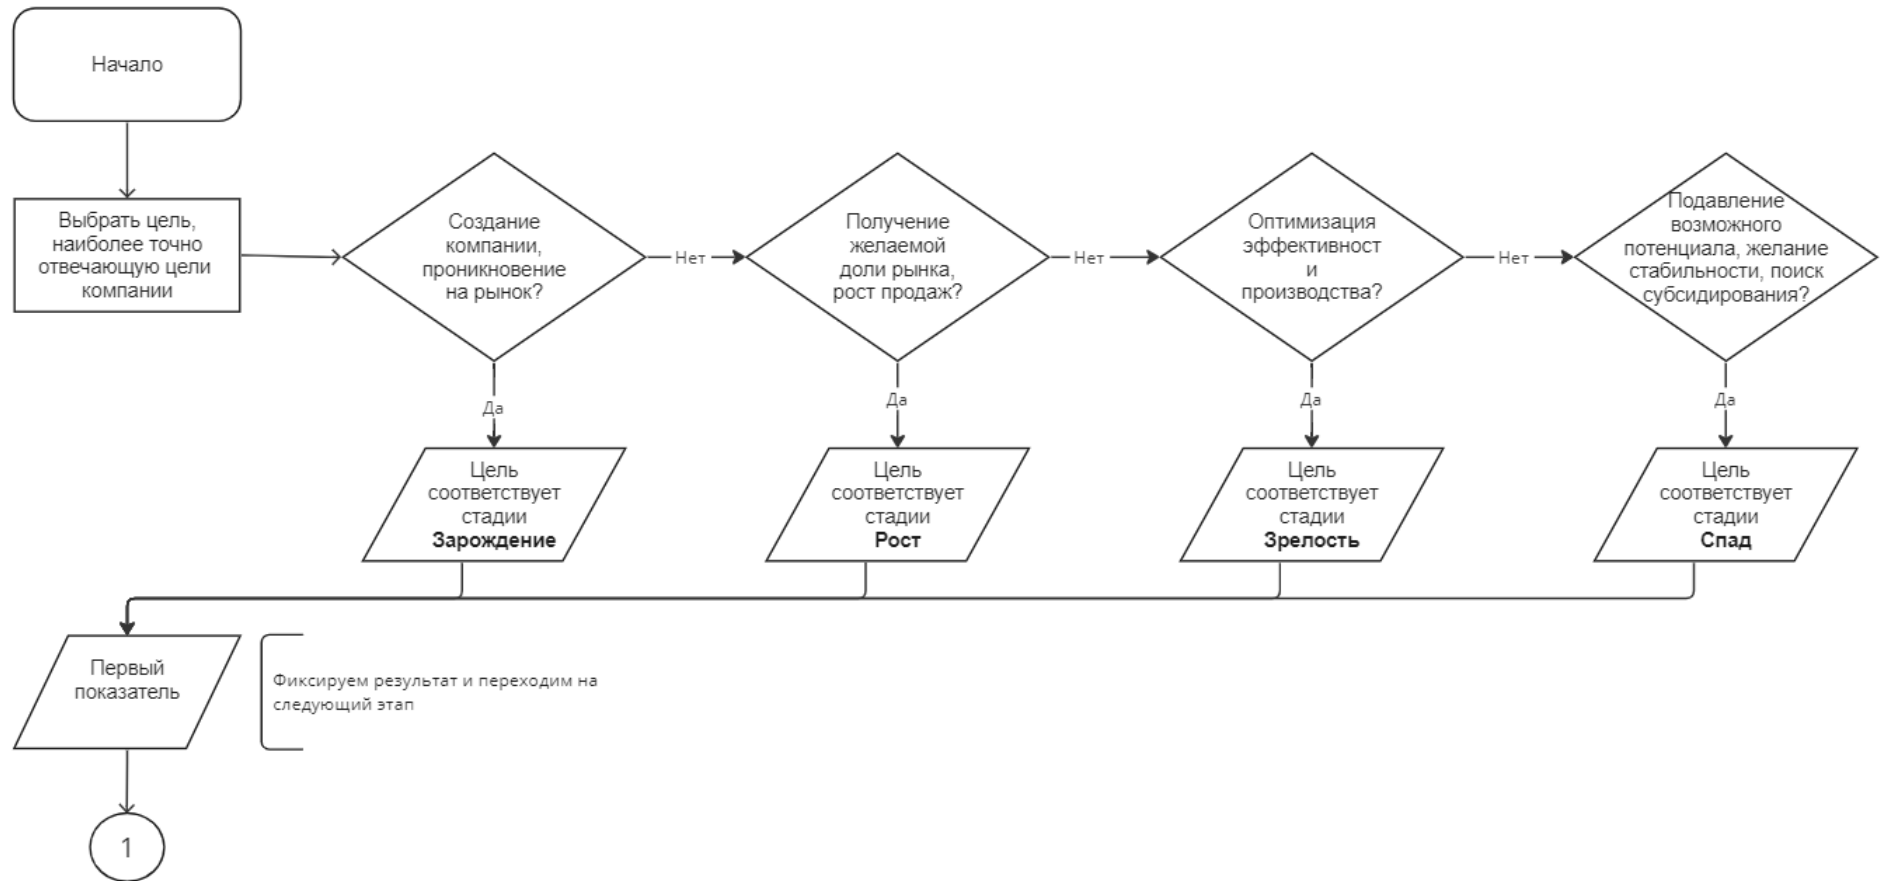 Начало
Выбрать цель,
наиболее точно
отвечающую цели
компании
Создание
компании,
проникновение
на рынок?
Нет
Получение
желаемой
доли рынка,
рост продаж?
Нет
Оптимизация
эффективност
и
производства?
Нет
Подавление
возможного
потенциала, желание
стабильности, поиск
субсидирования?
Да
Да
Да
Да
Цель
соответствует
стадии
Зарождение
Цель
соответствует
стадии
Рост
Цель
соответствует
стадии
Зрелость
Цель
соответствует
стадии
Спад
Первый
показатель
Фиксируем результат и переходим на
следующий этап
1